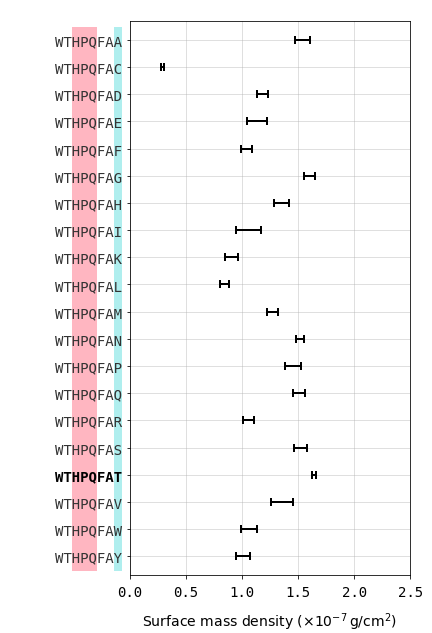 WTHPQFAA
WTHPQFAC
WTHPQFAD
WTHPQFAE
WTHPQFAF
WTHPQFAG
WTHPQFAH
WTHPQFAI
WTHPQFAK
WTHPQFAL
WTHPQFAM
WTHPQFAN
WTHPQFAP
WTHPQFAQ
WTHPQFAR
WTHPQFAS
WTHPQFAT
WTHPQFAV
WTHPQFAW
WTHPQFAY
0.0 0.5 1.0 1.5 2.0 2.5
Surface mass density (×10⁻⁷ g/cm²)